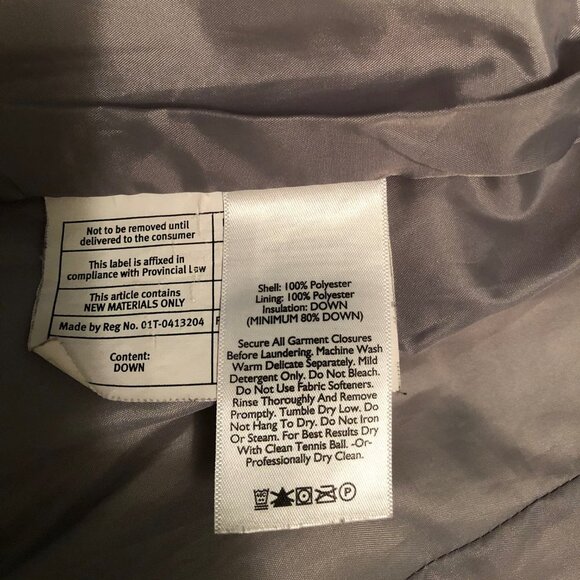 Not to be removed until
delivered to the consumer
This label is affixed in
compliance with Provincial Law
This article contains
NEW MATERIALS ONLY
Made by Reg No. 01T-0413204
Content:
DOWN
Shell: 100% Polyester
Lining: 100% Polyester
Insulation: DOWN
(MINIMUM 80% DOWN)
Secure All Garment Closures
Before Laundering. Machine Wash
Warm Delicate Separately. Mild
Detergent Only. Do Not Bleach.
Do Not Use Fabric Softeners.
Rinse Thoroughly And Remove
Promptly. Tumble Dry Low. Do
Not Hang To Dry. Do Not Iron
Or Steam. For Best Results Dry
With Clean Tennis Ball. -Or-
Professionally Dry Clean.